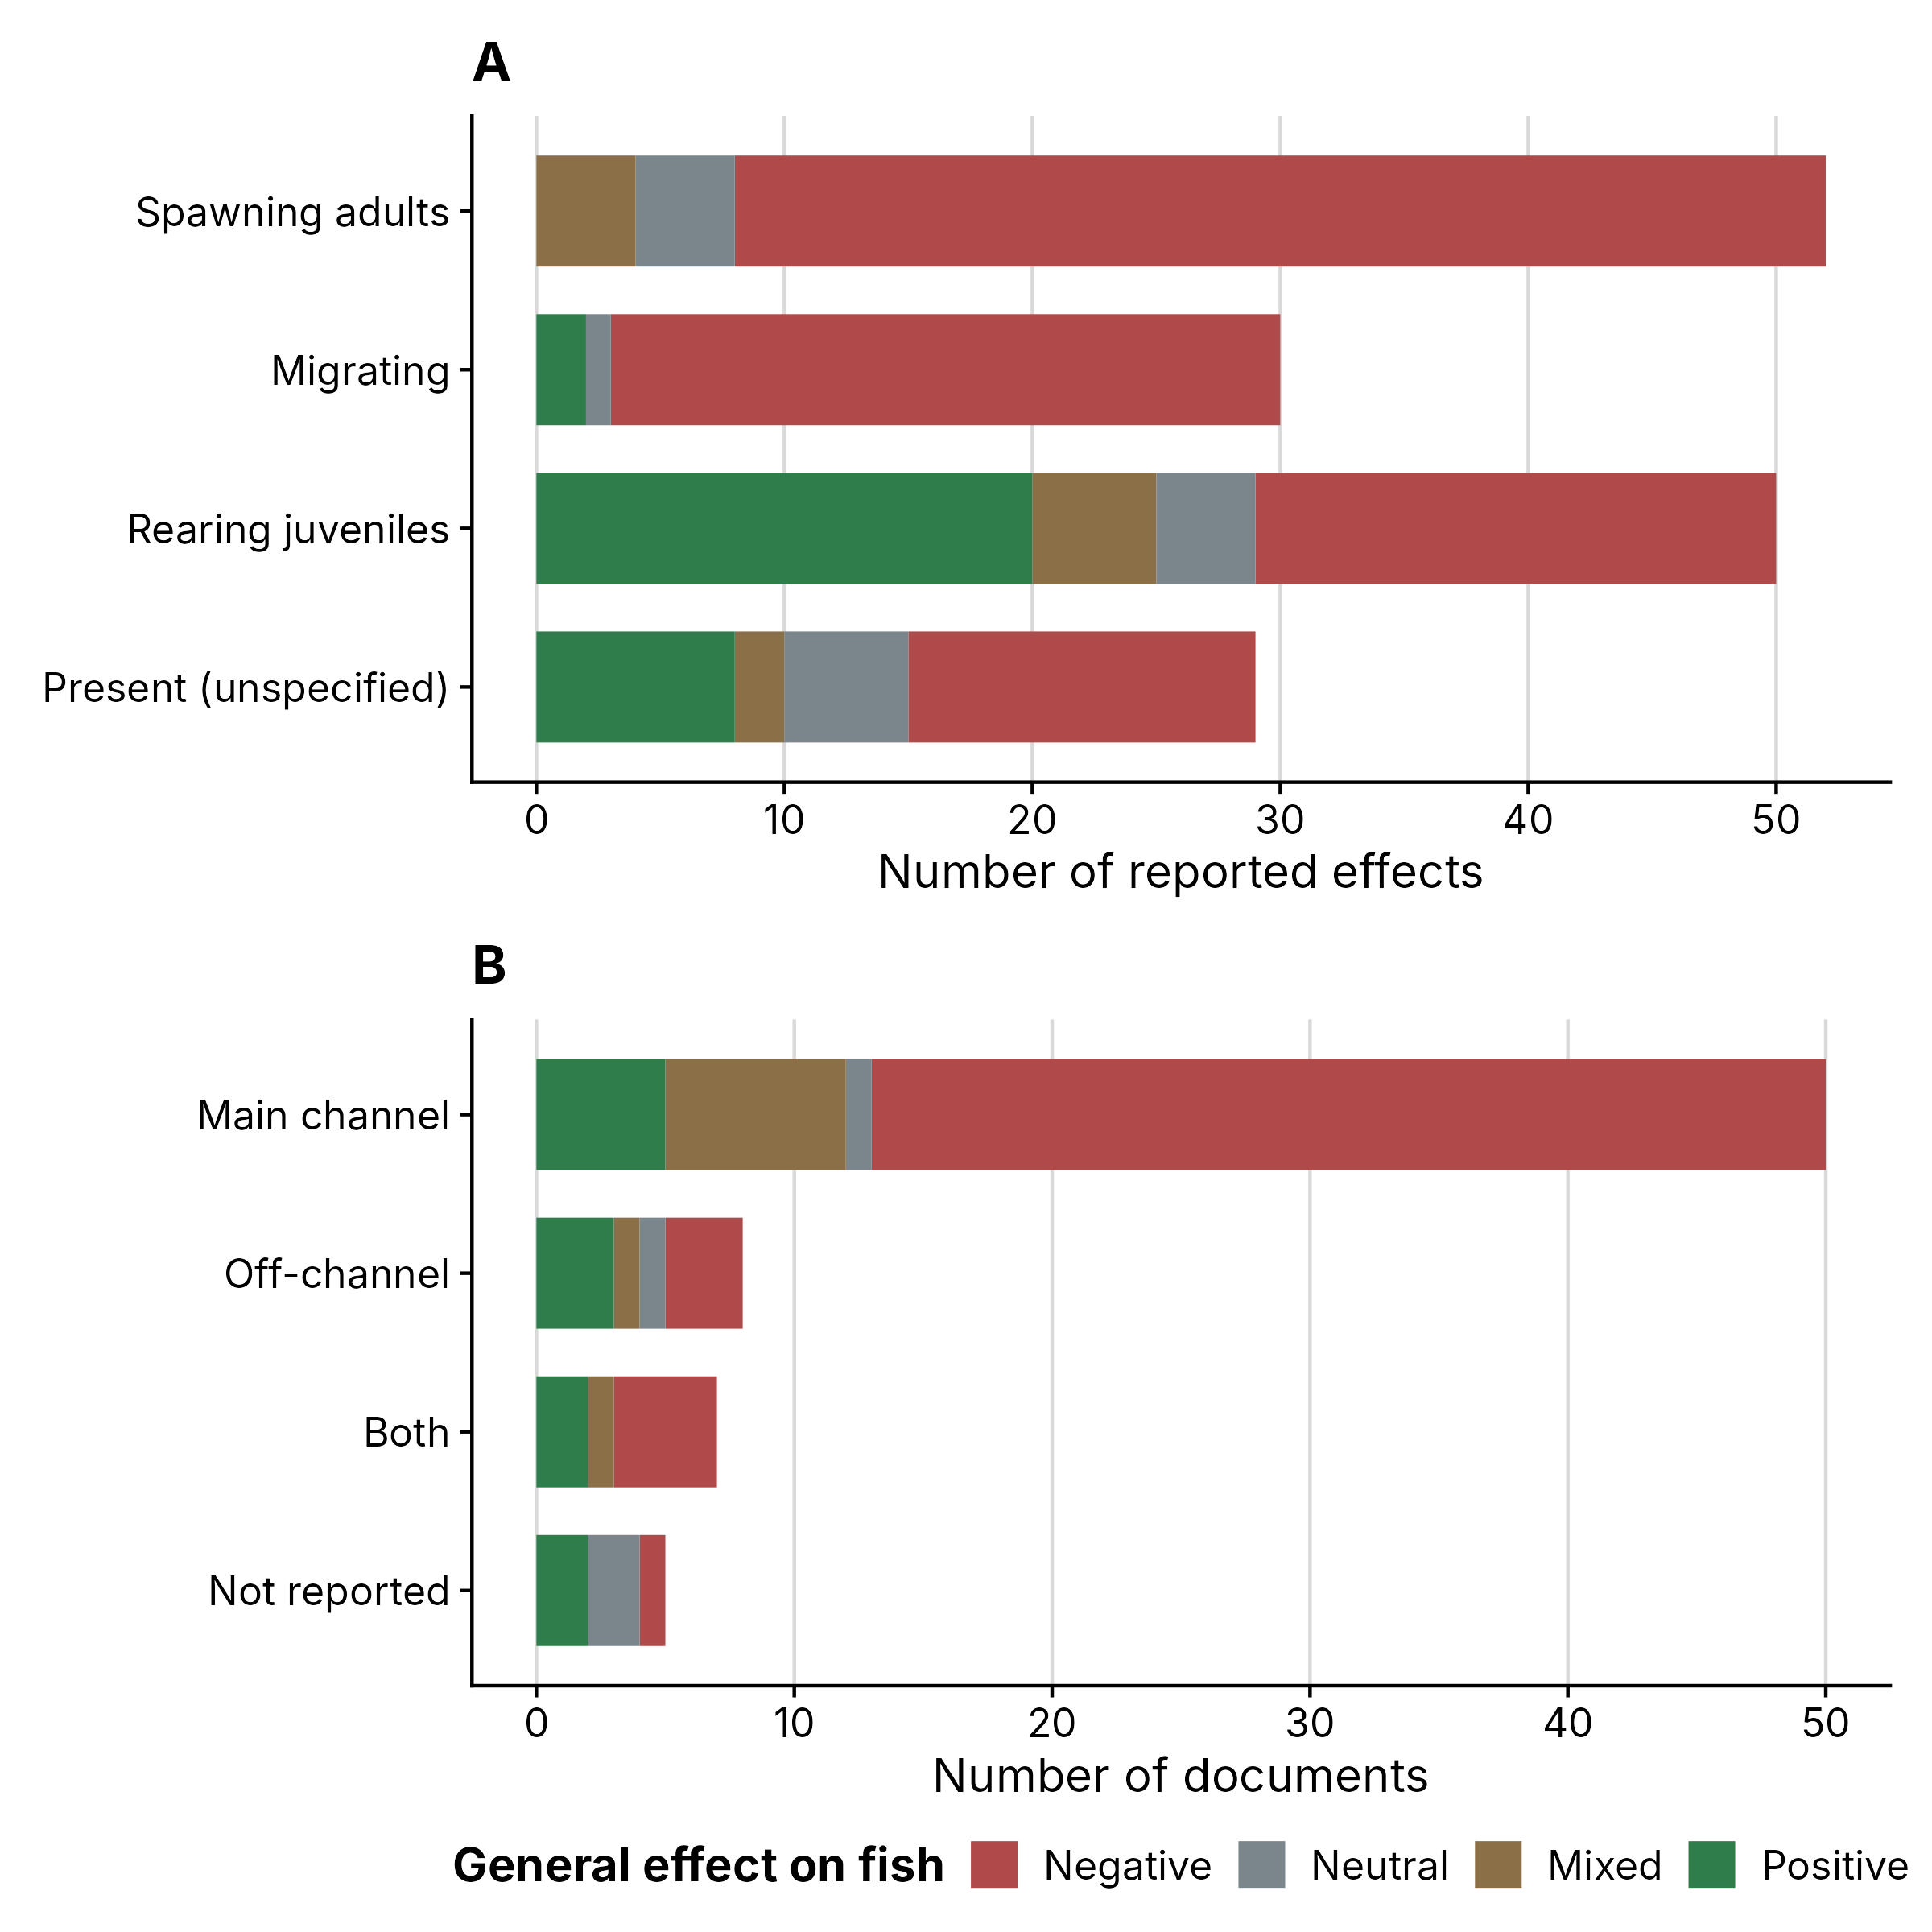 A
Spawning adults
Migrating
Rearing juveniles
Present (unspecified)
0 10 20 30 40 50
Number of reported effects
B
Main channel
Off-channel
Both
Not reported
0 10 20 30 40 50
Number of documents
General effect on fish Negative Neutral Mixed Positive